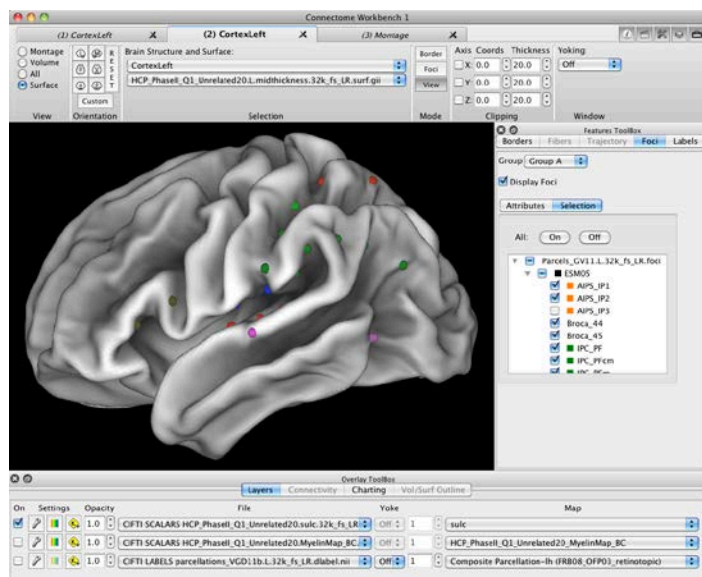 Connectome Workbench 1
(1) CortexLeft
(2) CortexLeft
(3) Montage
Montage
Volume
All
Surface
RESET
Custom
View
Orientation
Brain Structure and Surface:
CortexLeft
HCP_PhaseII_Q1_Unrelated20.L.midthickness.32k_fs_LR.surf.gii
Selection
Border
Foci
View
Mode
Axis Coords Thickness
X: 0.0 20.0
Y: 0.0 20.0
Z: 0.0 20.0
Clipping
Yoking:
Off
Window
Features ToolBox
Borders Fibers Trajectory Foci Labels
Group Group A
Display Foci
Attributes Selection
All: On Off
Parcels_GV11.L.32k_fs_LR.foci
ESM05
AIPS_IP1
AIPS_IP2
AIPS_IP3
Broca_44
Broca_45
IPC_PF
IPC_PFcm
Overlay ToolBox
Layers Connectivity Charting Vol/Surf Outline
On Settings Opacity File Yoke Map
1.0 CIFTI SCALARS HCP_PhaseII_Q1_Unrelated20.sulc.32k_fs_LR Off 1 sulc
1.0 CIFTI SCALARS HCP_PhaseII_Q1_Unrelated20.MyelinMap_BC. Off 1 HCP_PhaseII_Q1_Unrelated20_MyelinMap_BC
1.0 CIFTI LABELS parcellations_VGD11b.L.32k_fs_LR.dlabel.nii Off 1 Composite Parcellation-lh (FRB08_OFP03_retinotopic)